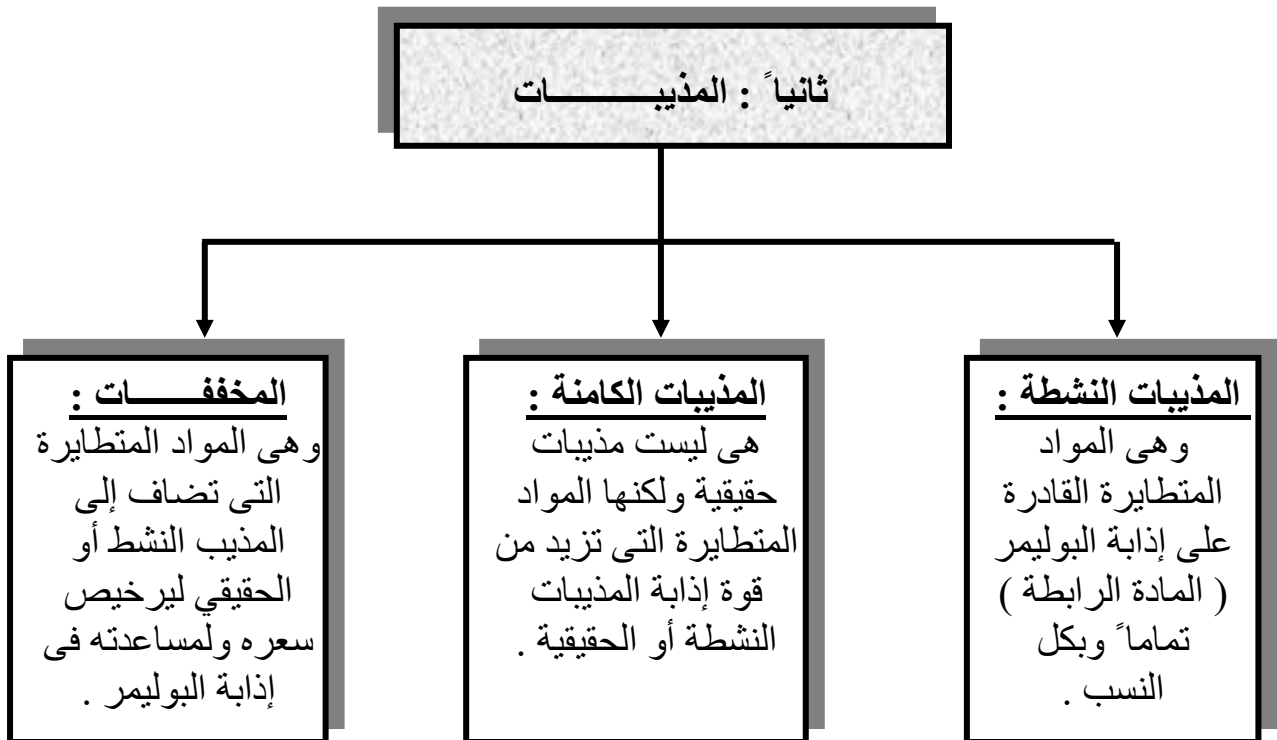 ثانيا ً : المذيبــــــــــات
المذيبات النشطة :
وهى المواد
المتطايرة القادرة
على إذابة البوليمر
( المادة الرابطة )
تماما ً وبكل
النسب .
المذيبات الكامنة :
هى ليست مذيبات
حقيقية ولكنها المواد
المتطايرة التى تزيد من
قوة إذابة المذيبات
النشطة أو الحقيقية .
المخففـــــــات :
وهى المواد المتطايرة
التى تضاف إلى
المذيب النشط أو
الحقيقي ليرخيص
سعره ولمساعدته فى
إذابة البوليمر .